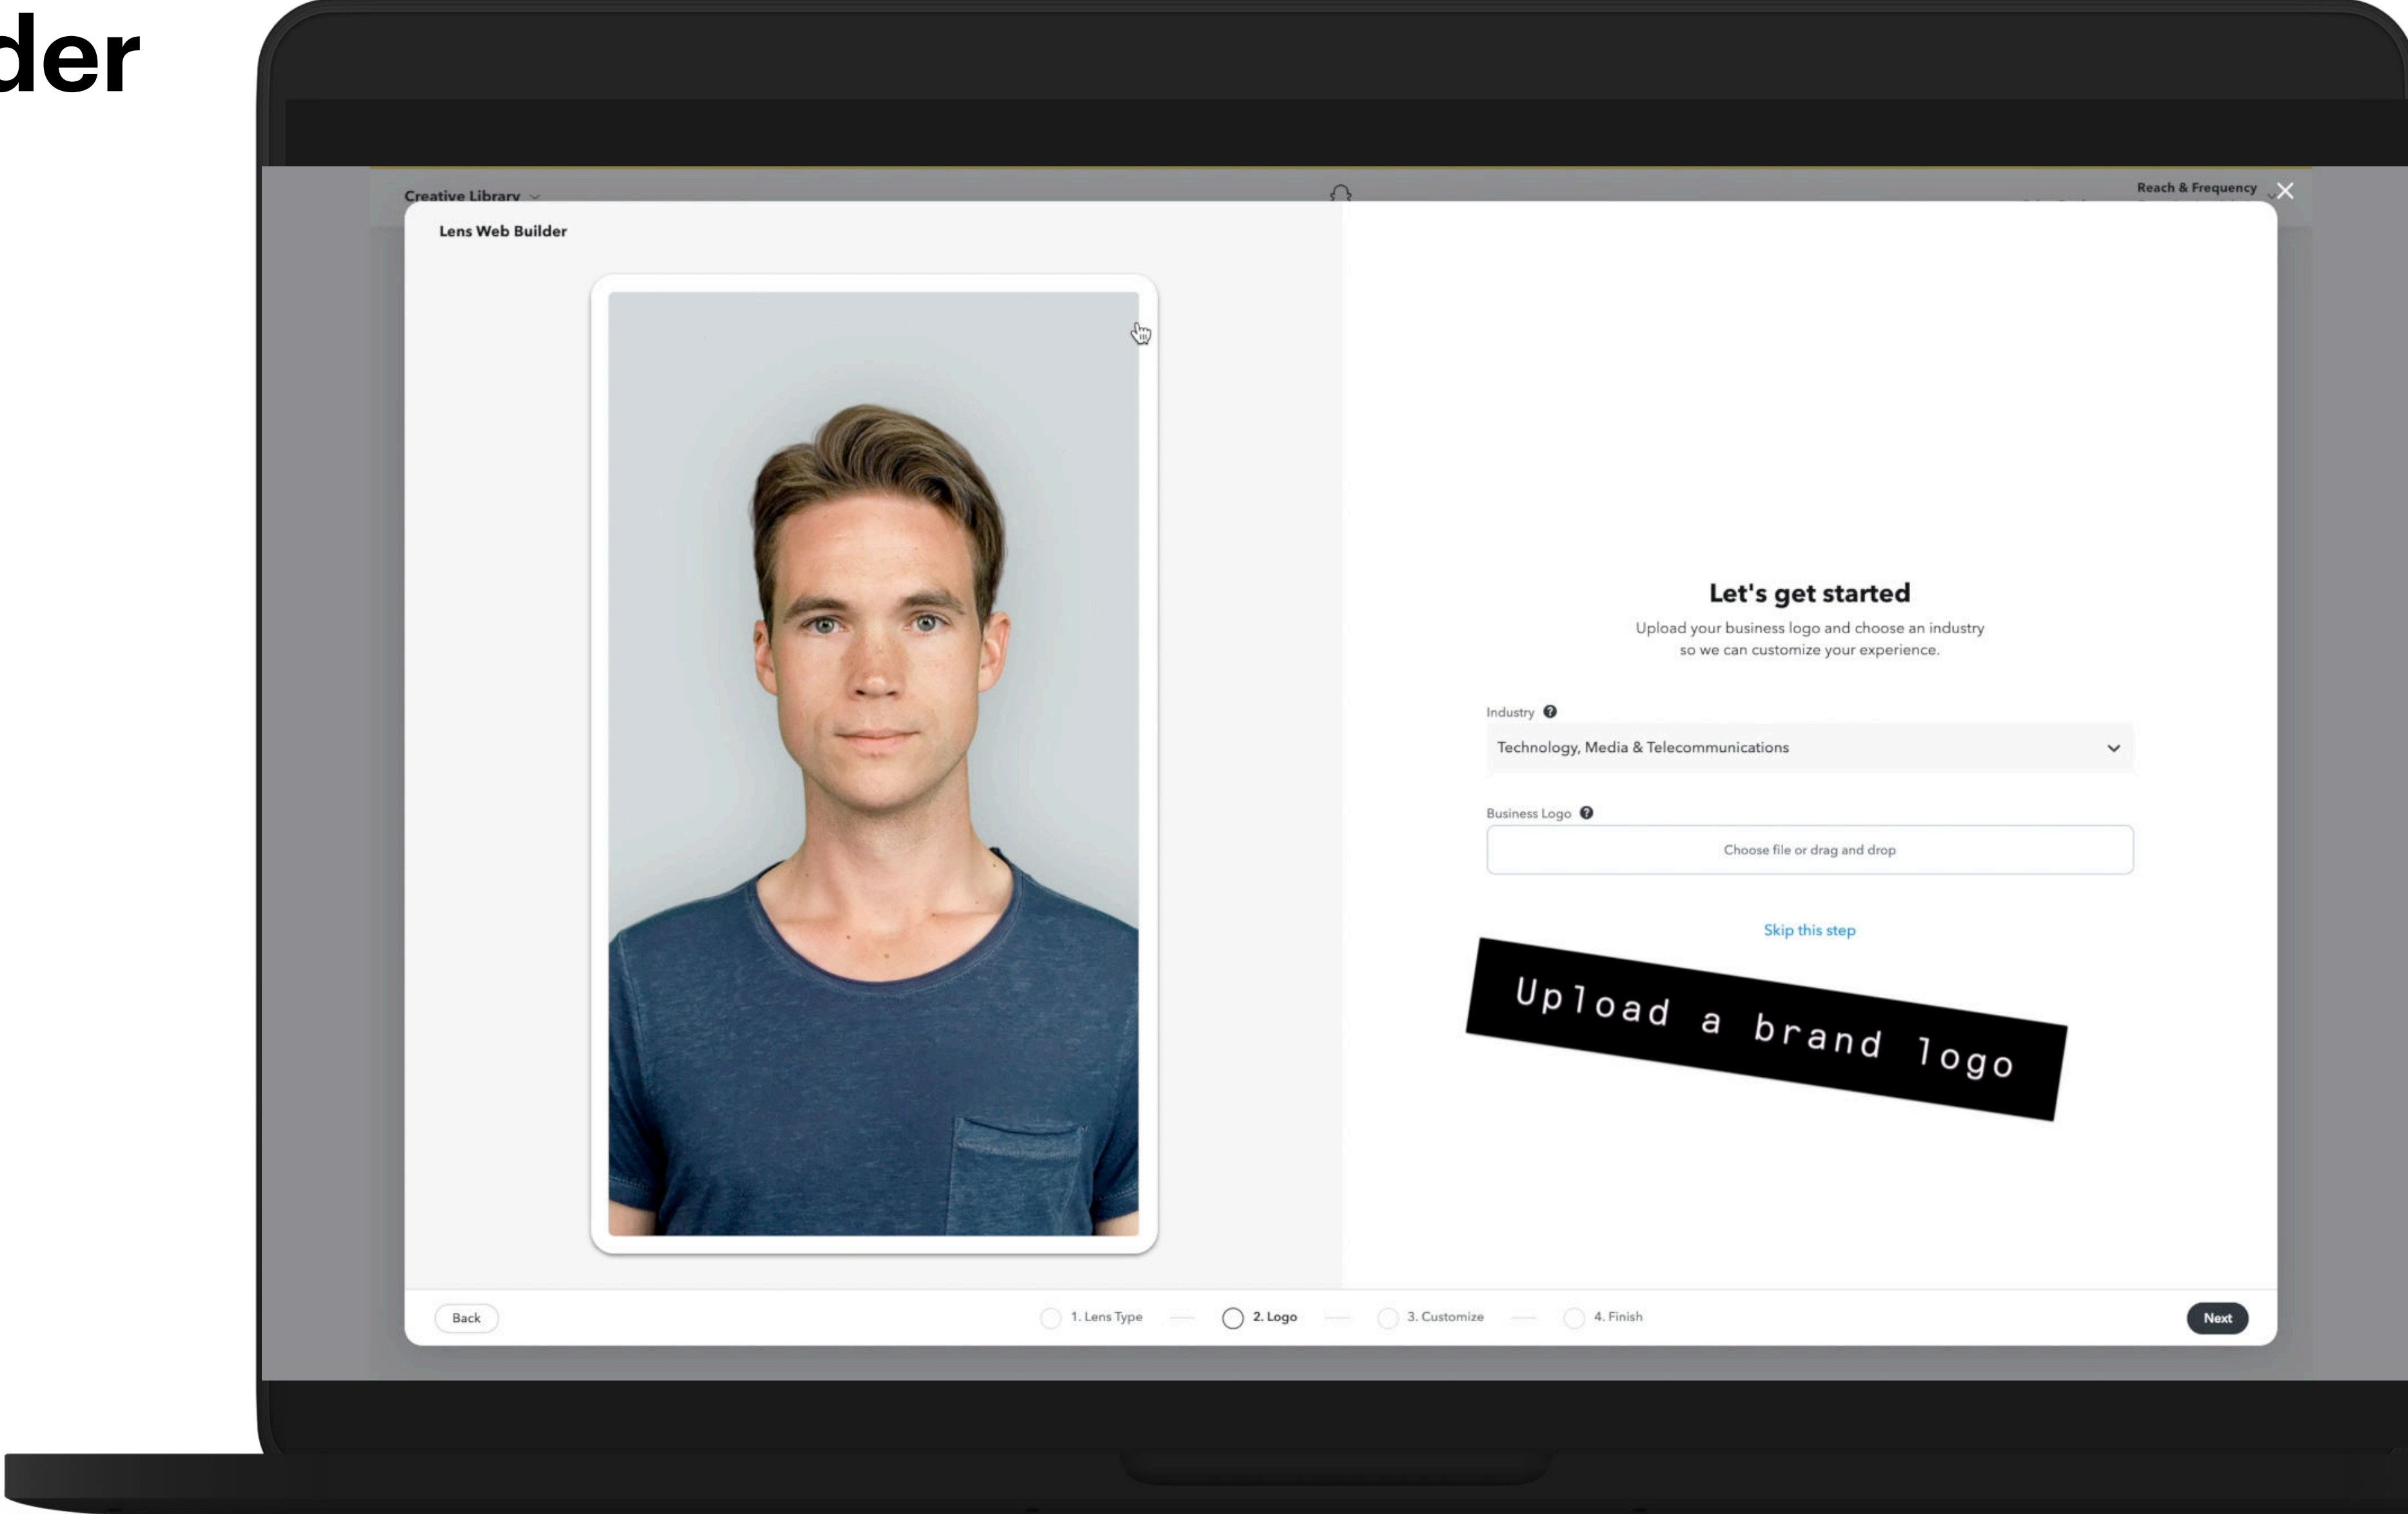 der
Creative Library
Reach & Frequency
Lens Web Builder
Let's get started
Upload your business logo and choose an industry
so we can customize your experience.
Industry
Technology, Media & Telecommunications
Business Logo
Choose file or drag and drop
Skip this step
Upload a brand logo
Back
1. Lens Type
2. Logo
3. Customize
4. Finish
Next